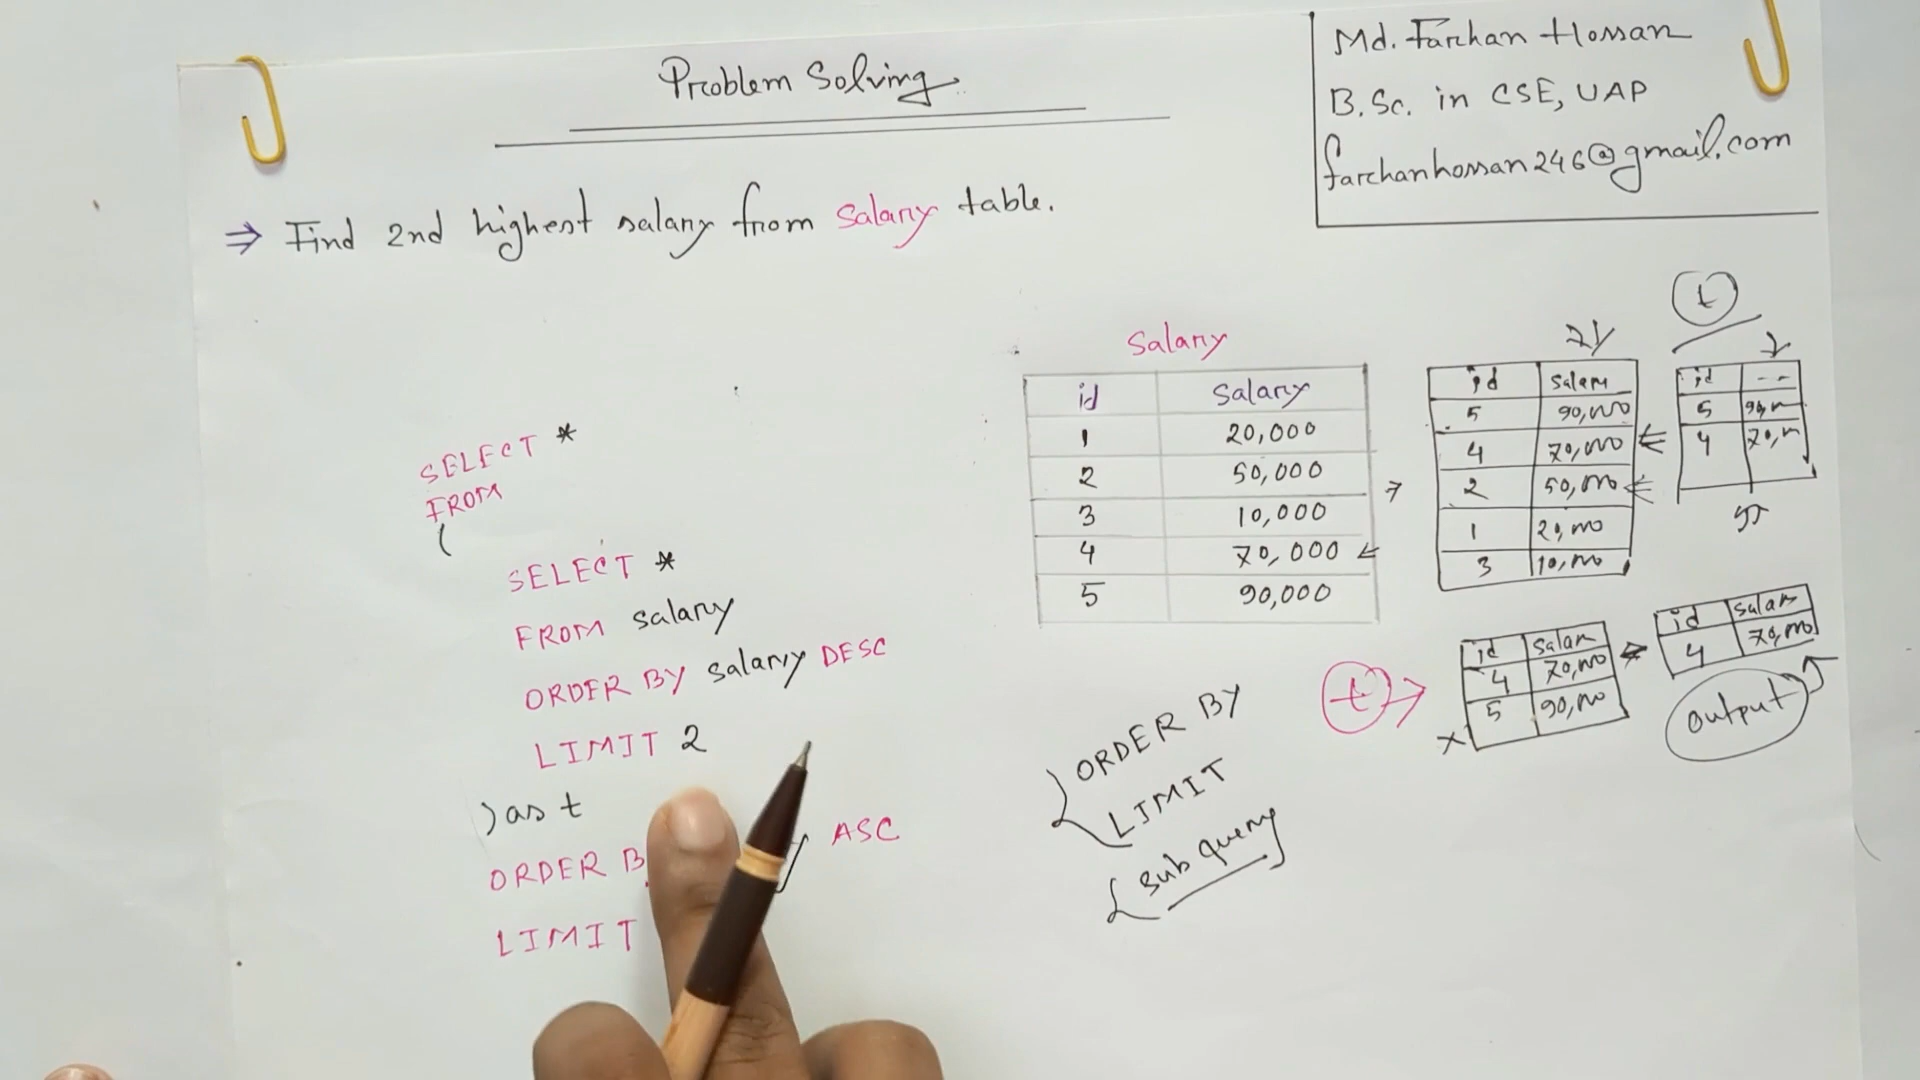 Problem Solving
Md. Farhan Hossan
B.Sc. in CSE, UAP
farhanhossan246@gmail.com
⇒ Find 2nd highest salary from Salary table.
SELECT *
FROM
(
SELECT *
FROM salary
ORDER BY salary DESC
LIMIT 2
) as t
ORDER B
ASC
LIMIT
Salary
id Salary
1 20,000
2 50,000
3 10,000
4 70,000
5 90,000
id
5 90,000
4 70,000
2 50,000
1 20,000
3 10,000
t
id --
5
4
t
id
4 70,000
5 90,000
id salary
4 70,000
output
ORDER BY
LIMIT
Sub query